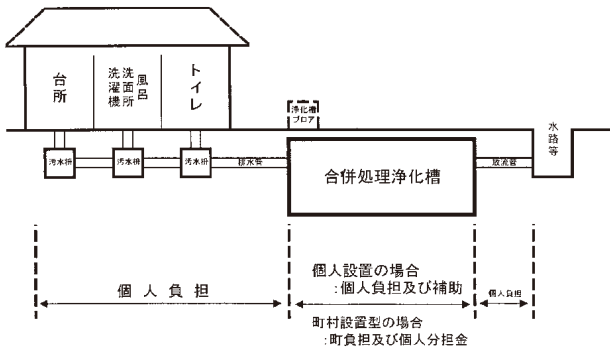 台所
洗濯機
洗面所
風呂
トイレ
浄化槽
ブロア
水路等
汚水枡
汚水枡
汚水枡
排水管
合併処理浄化槽
放流管
個人負担
個人設置の場合
:個人負担及び補助
個人負担
町村設置型の場合
:町負担及び個人分担金